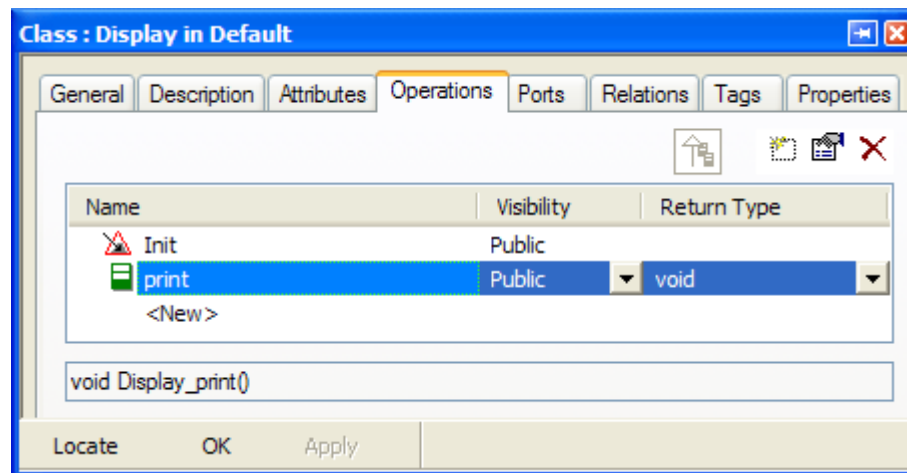 Class : Display in Default
General Description Attributes Operations Ports Relations Tags Properties
Name Visibility Return Type
Init Public
print Public void
<New>
void Display_print()
Locate OK Apply